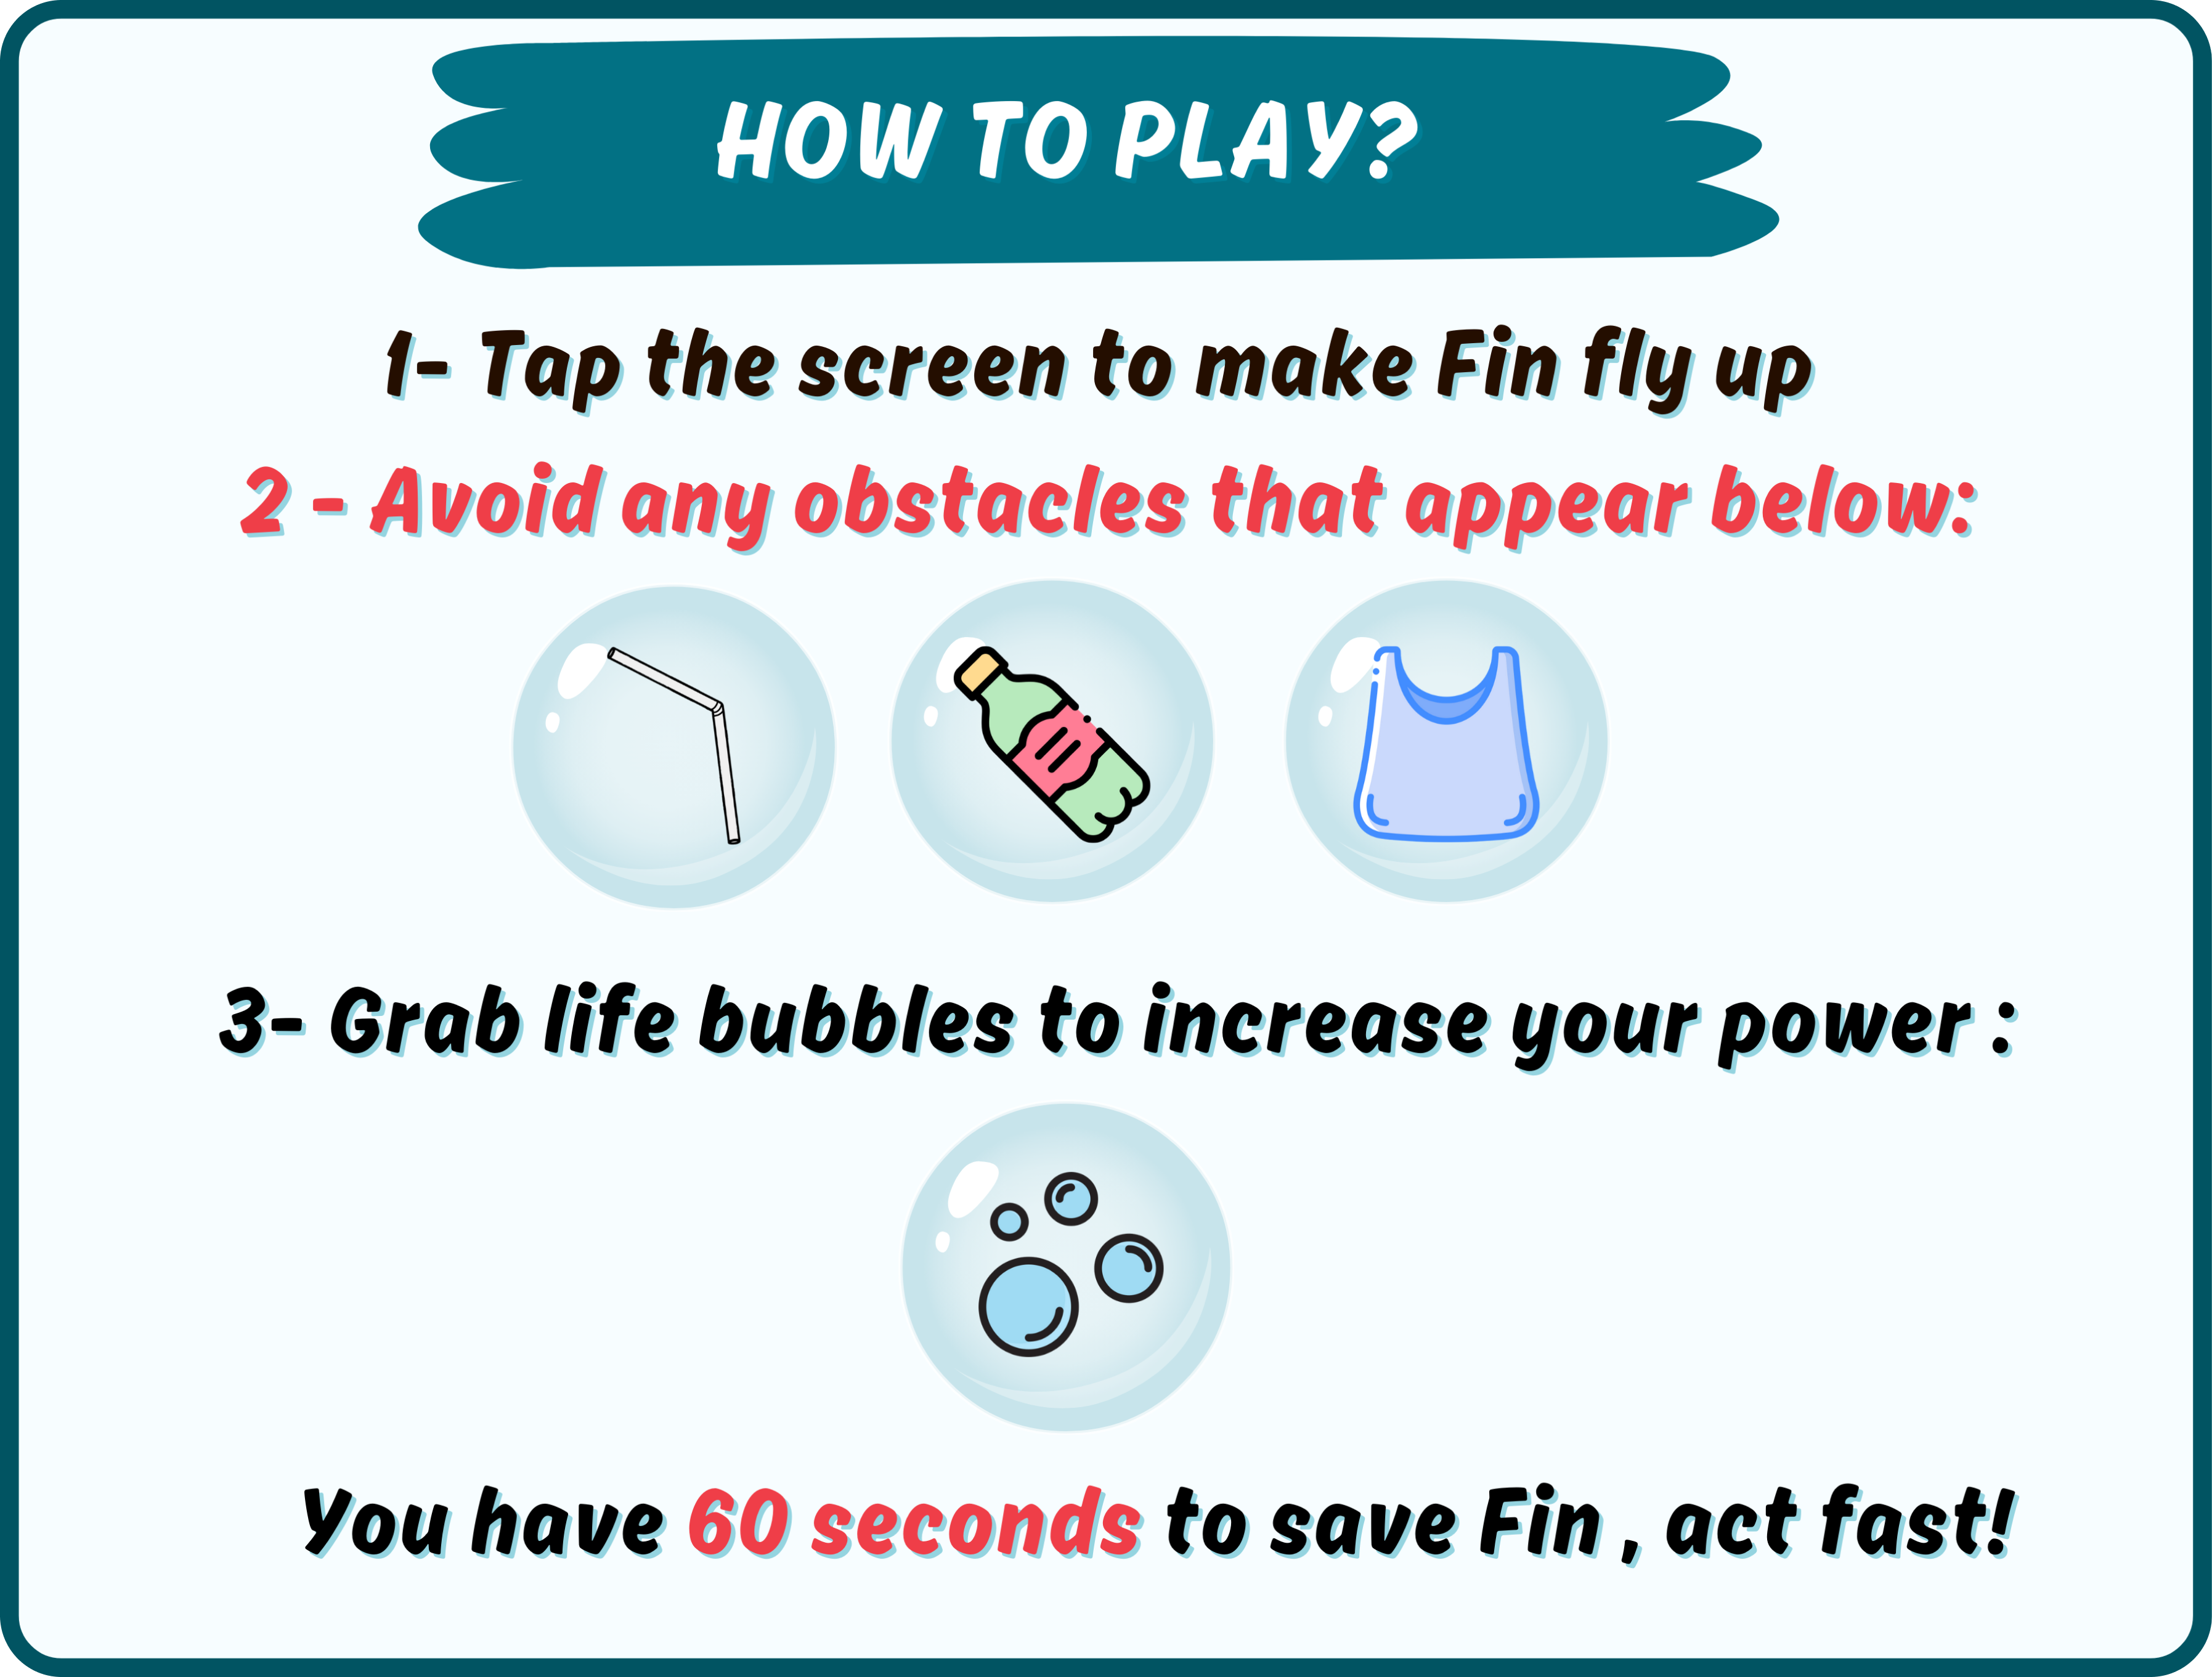 HOW TO PLAY?
1- Tap the screen to make Fin fly up
2 - Avoid any obstacles that appear below:
3- Grab life bubbles to increase your power :
You have 60 seconds to save Fin , act fast!